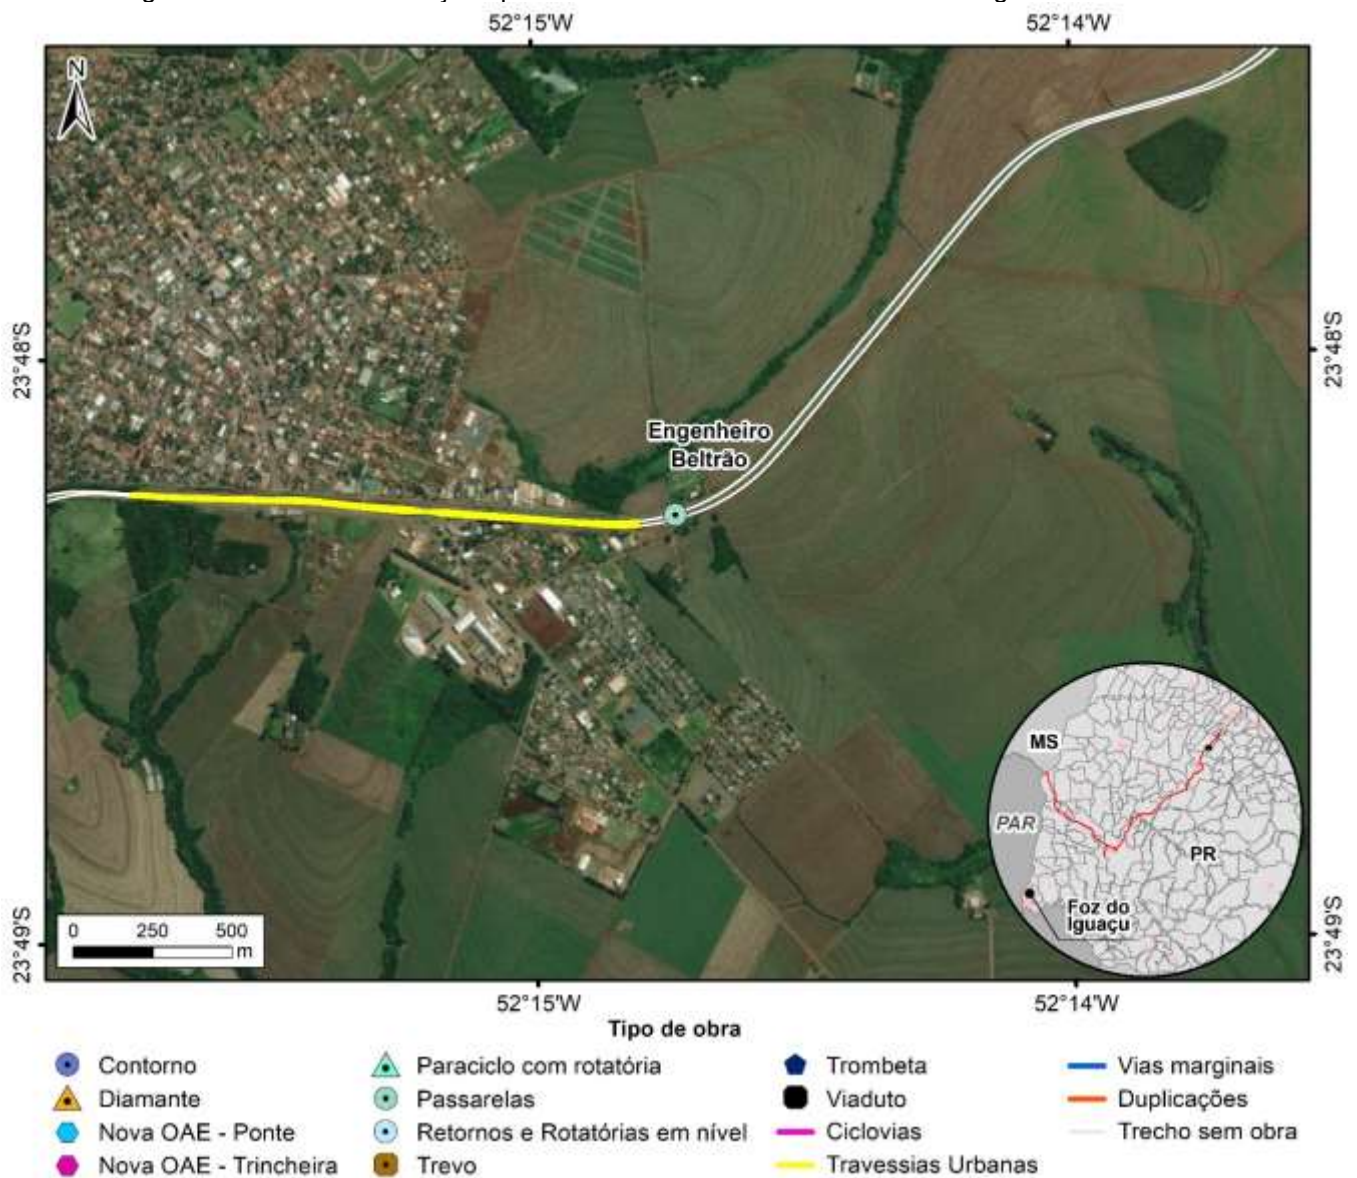 52°15'W
52°14'W
N
23°48'S
23°48'S
Engenheiro
Beltrão
MS
PAR
PR
Foz do
Iguaçu
0 250 500
m
23°49'S
23°49'S
52°15'W
52°14'W
Tipo de obra
Contorno
Paraciclo com rotatória
Trombeta
Vias marginais
Diamante
Passarelas
Viaduto
Duplicações
Nova OAE - Ponte
Retornos e Rotatórias em nível
Ciclovias
Trecho sem obra
Nova OAE - Trincheira
Trevo
Travessias Urbanas